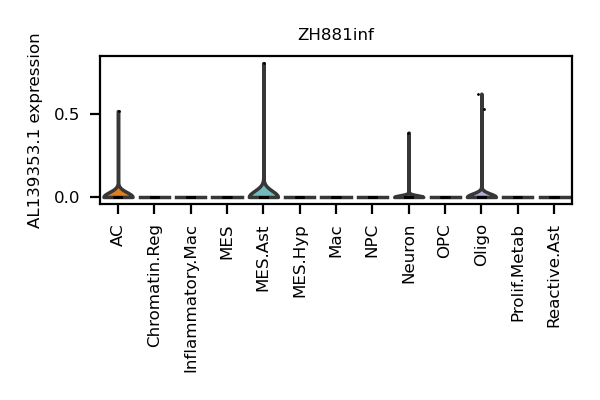 ZH881inf
AL139353.1 expression
0.5
0.0
AC
Chromatin.Reg
Inflammatory.Mac
MES
MES.Ast
MES.Hyp
Mac
NPC
Neuron
OPC
Oligo
Prolif.Metab
Reactive.Ast